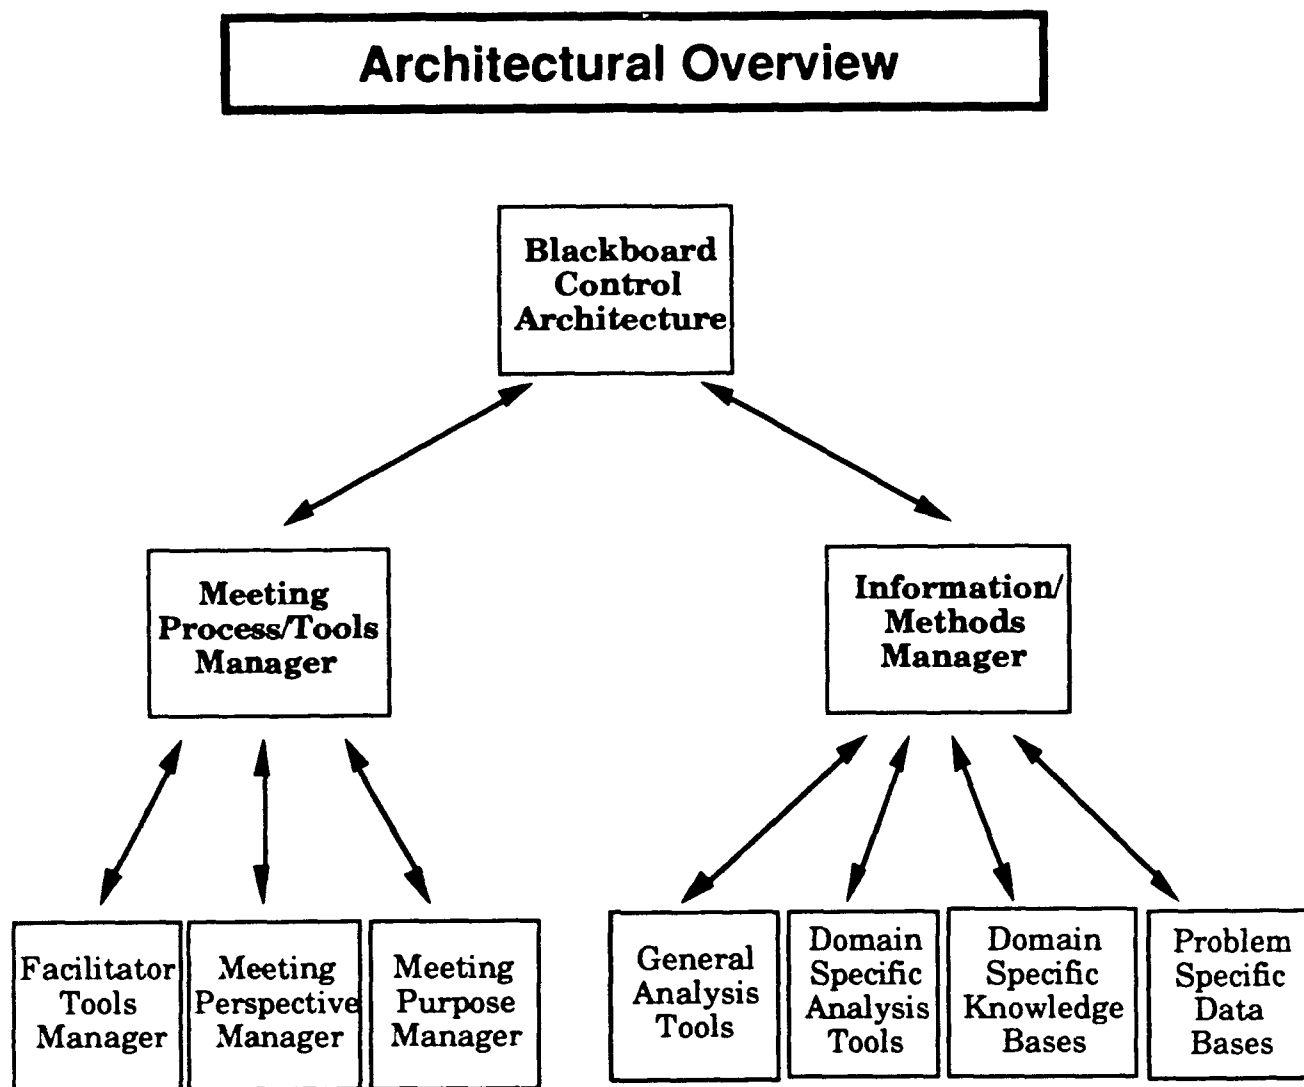 Architectural Overview
Blackboard
Control
Architecture
Meeting
Process/Tools
Manager
Information/
Methods
Manager
Facilitator
Tools
Manager
Meeting
Perspective
Manager
Meeting
Purpose
Manager
General
Analysis
Tools
Domain
Specific
Analysis
Tools
Domain
Specific
Knowledge
Bases
Problem
Specific
Data
Bases